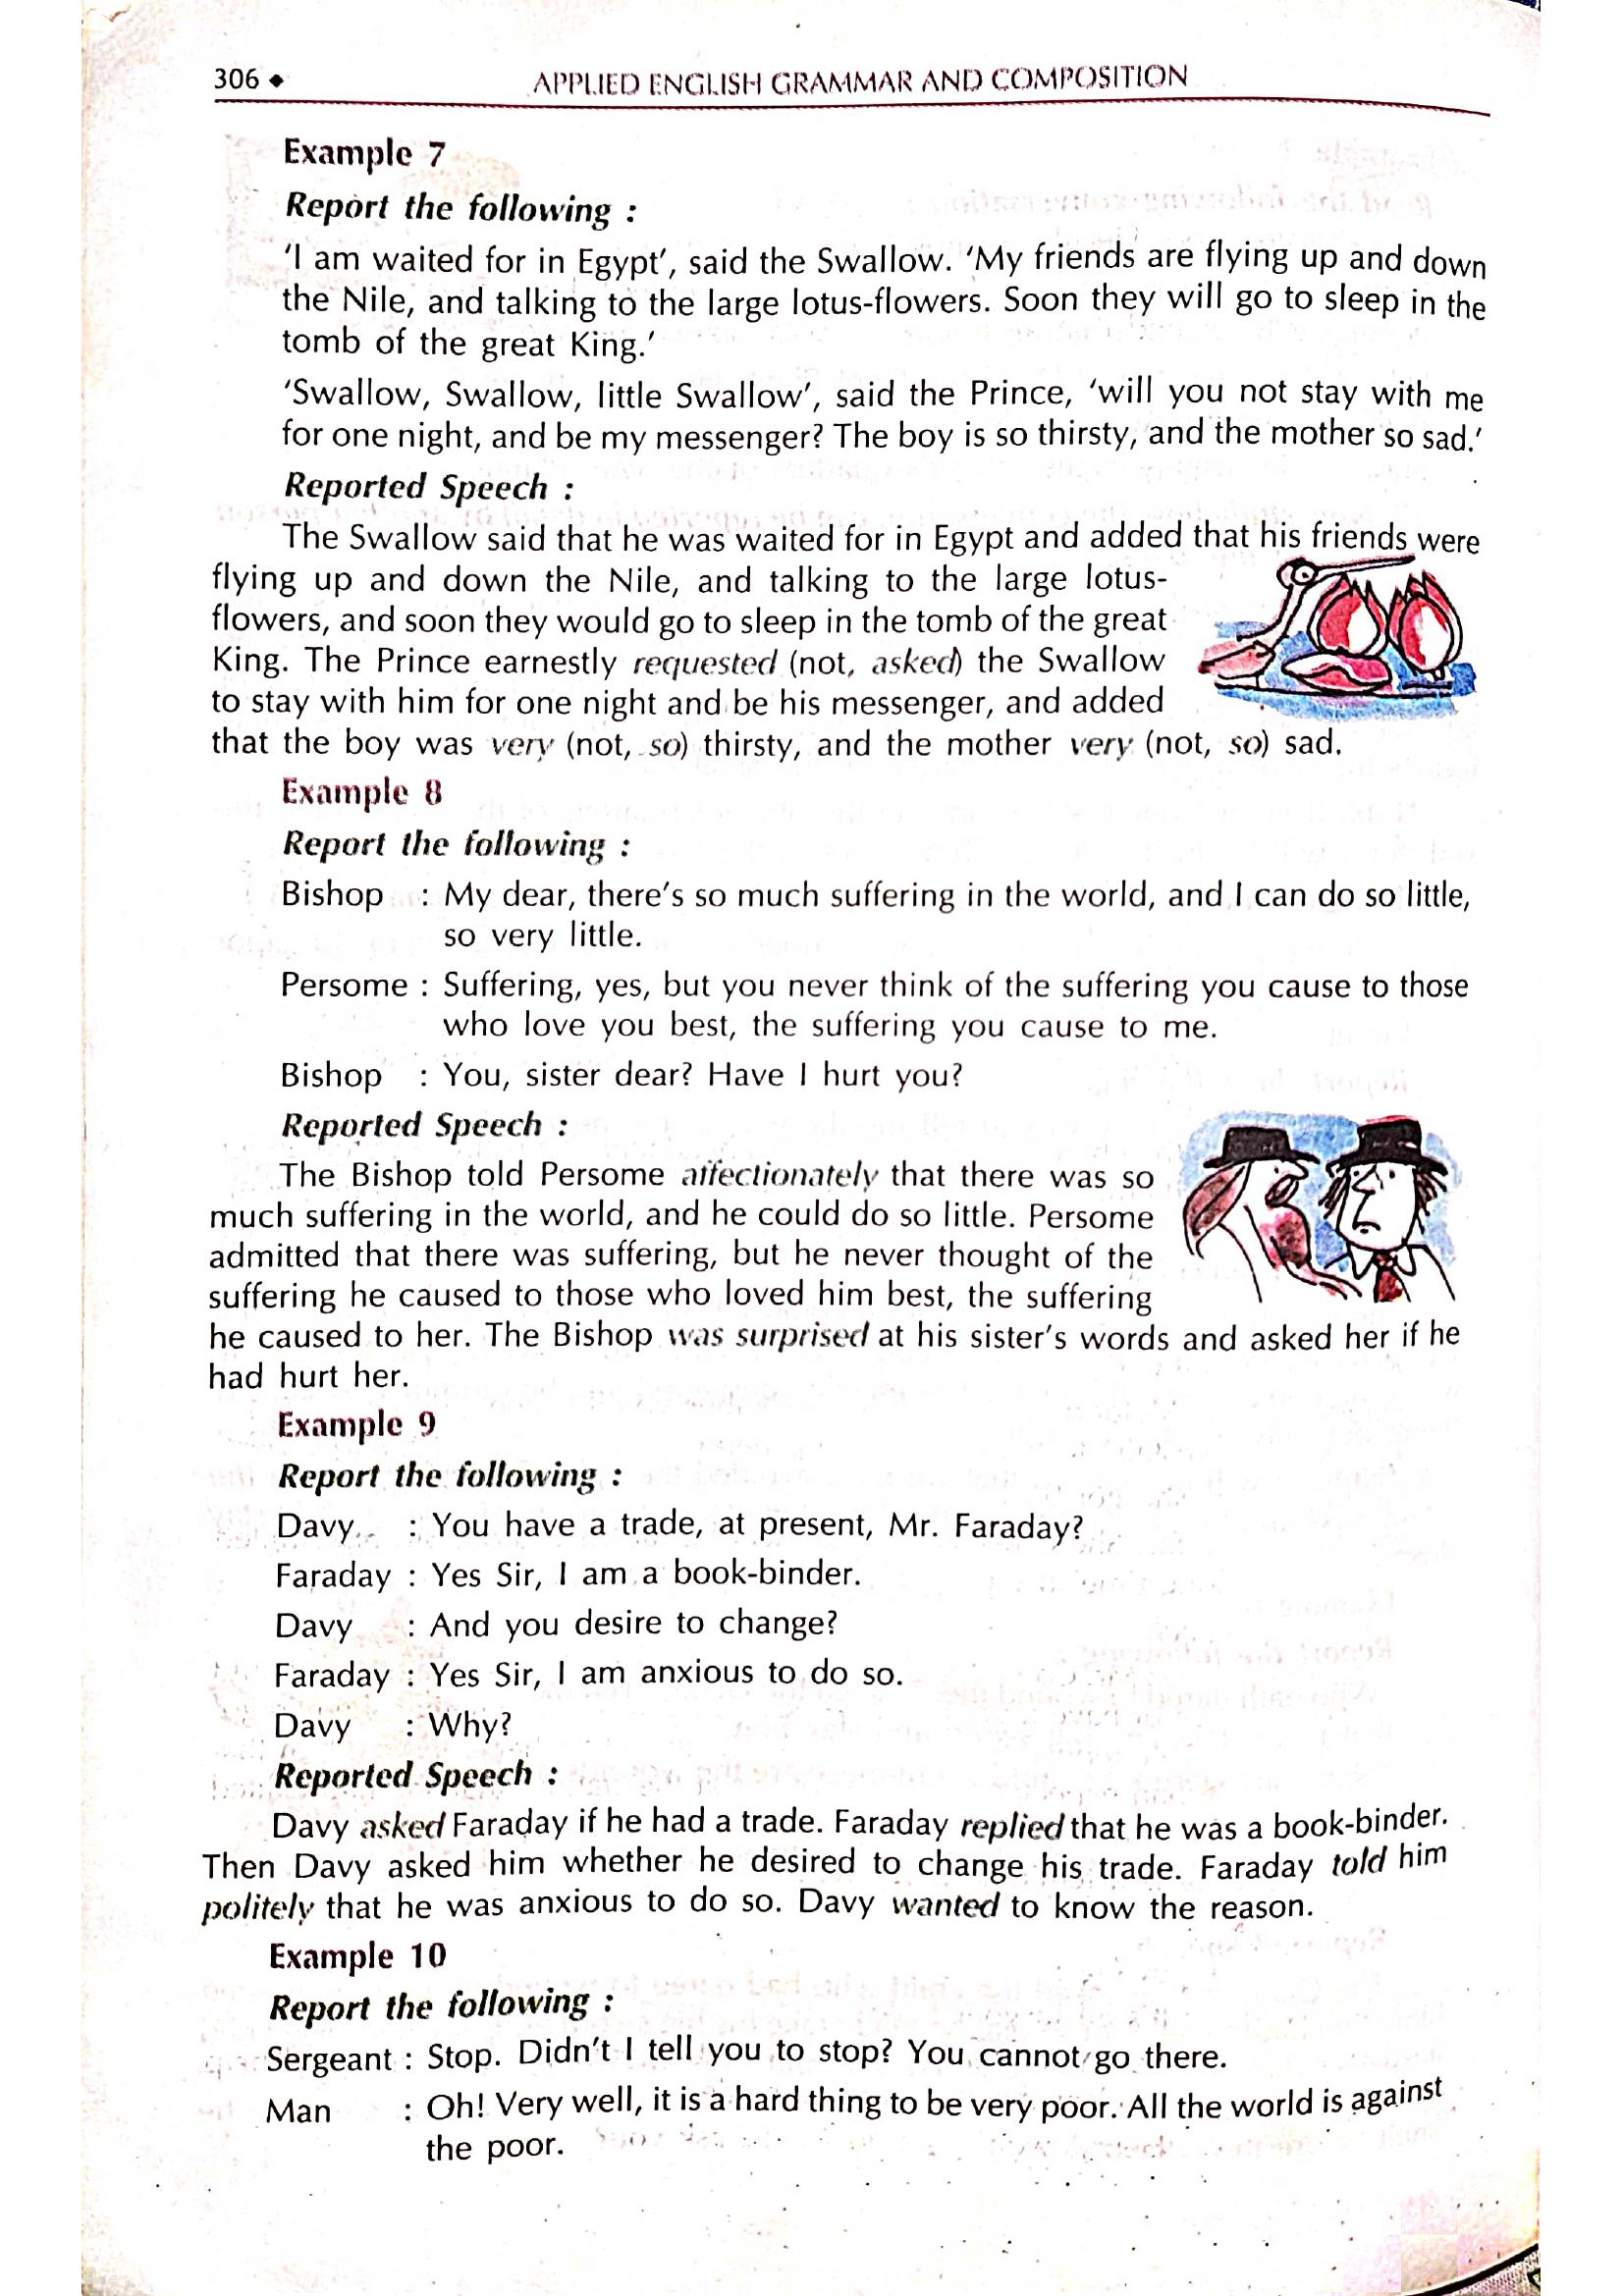 306 ◆ APPLIED ENGLISH GRAMMAR AND COMPOSITION
Example 7
Report the following :
‘I am waited for in Egypt’, said the Swallow. ‘My friends are flying up and down
the Nile, and talking to the large lotus-flowers. Soon they will go to sleep in the
tomb of the great King.’
‘Swallow, Swallow, little Swallow’, said the Prince, ‘will you not stay with me
for one night, and be my messenger? The boy is so thirsty, and the mother so sad.’
Reported Speech :
The Swallow said that he was waited for in Egypt and added that his friends were
flying up and down the Nile, and talking to the large lotus-
flowers, and soon they would go to sleep in the tomb of the great
King. The Prince earnestly requested (not, asked) the Swallow
to stay with him for one night and be his messenger, and added
that the boy was very (not, so) thirsty, and the mother very (not, so) sad.
Example 8
Report the following :
Bishop : My dear, there's so much suffering in the world, and I can do so little,
so very little.
Persome : Suffering, yes, but you never think of the suffering you cause to those
who love you best, the suffering you cause to me.
Bishop : You, sister dear? Have I hurt you?
Reported Speech :
The Bishop told Persome affectionately that there was so
much suffering in the world, and he could do so little. Persome
admitted that there was suffering, but he never thought of the
suffering he caused to those who loved him best, the suffering
he caused to her. The Bishop was surprised at his sister's words and asked her if he
had hurt her.
Example 9
Report the following :
Davy : You have a trade, at present, Mr. Faraday?
Faraday : Yes Sir, I am a book-binder.
Davy : And you desire to change?
Faraday : Yes Sir, I am anxious to do so.
Davy : Why?
Reported Speech :
Davy asked Faraday if he had a trade. Faraday replied that he was a book-binder.
Then Davy asked him whether he desired to change his trade. Faraday told him
politely that he was anxious to do so. Davy wanted to know the reason.
Example 10
Report the following :
Sergeant : Stop. Didn't I tell you to stop? You cannot go there.
Man : Oh! Very well, it is a hard thing to be very poor. All the world is against
the poor.